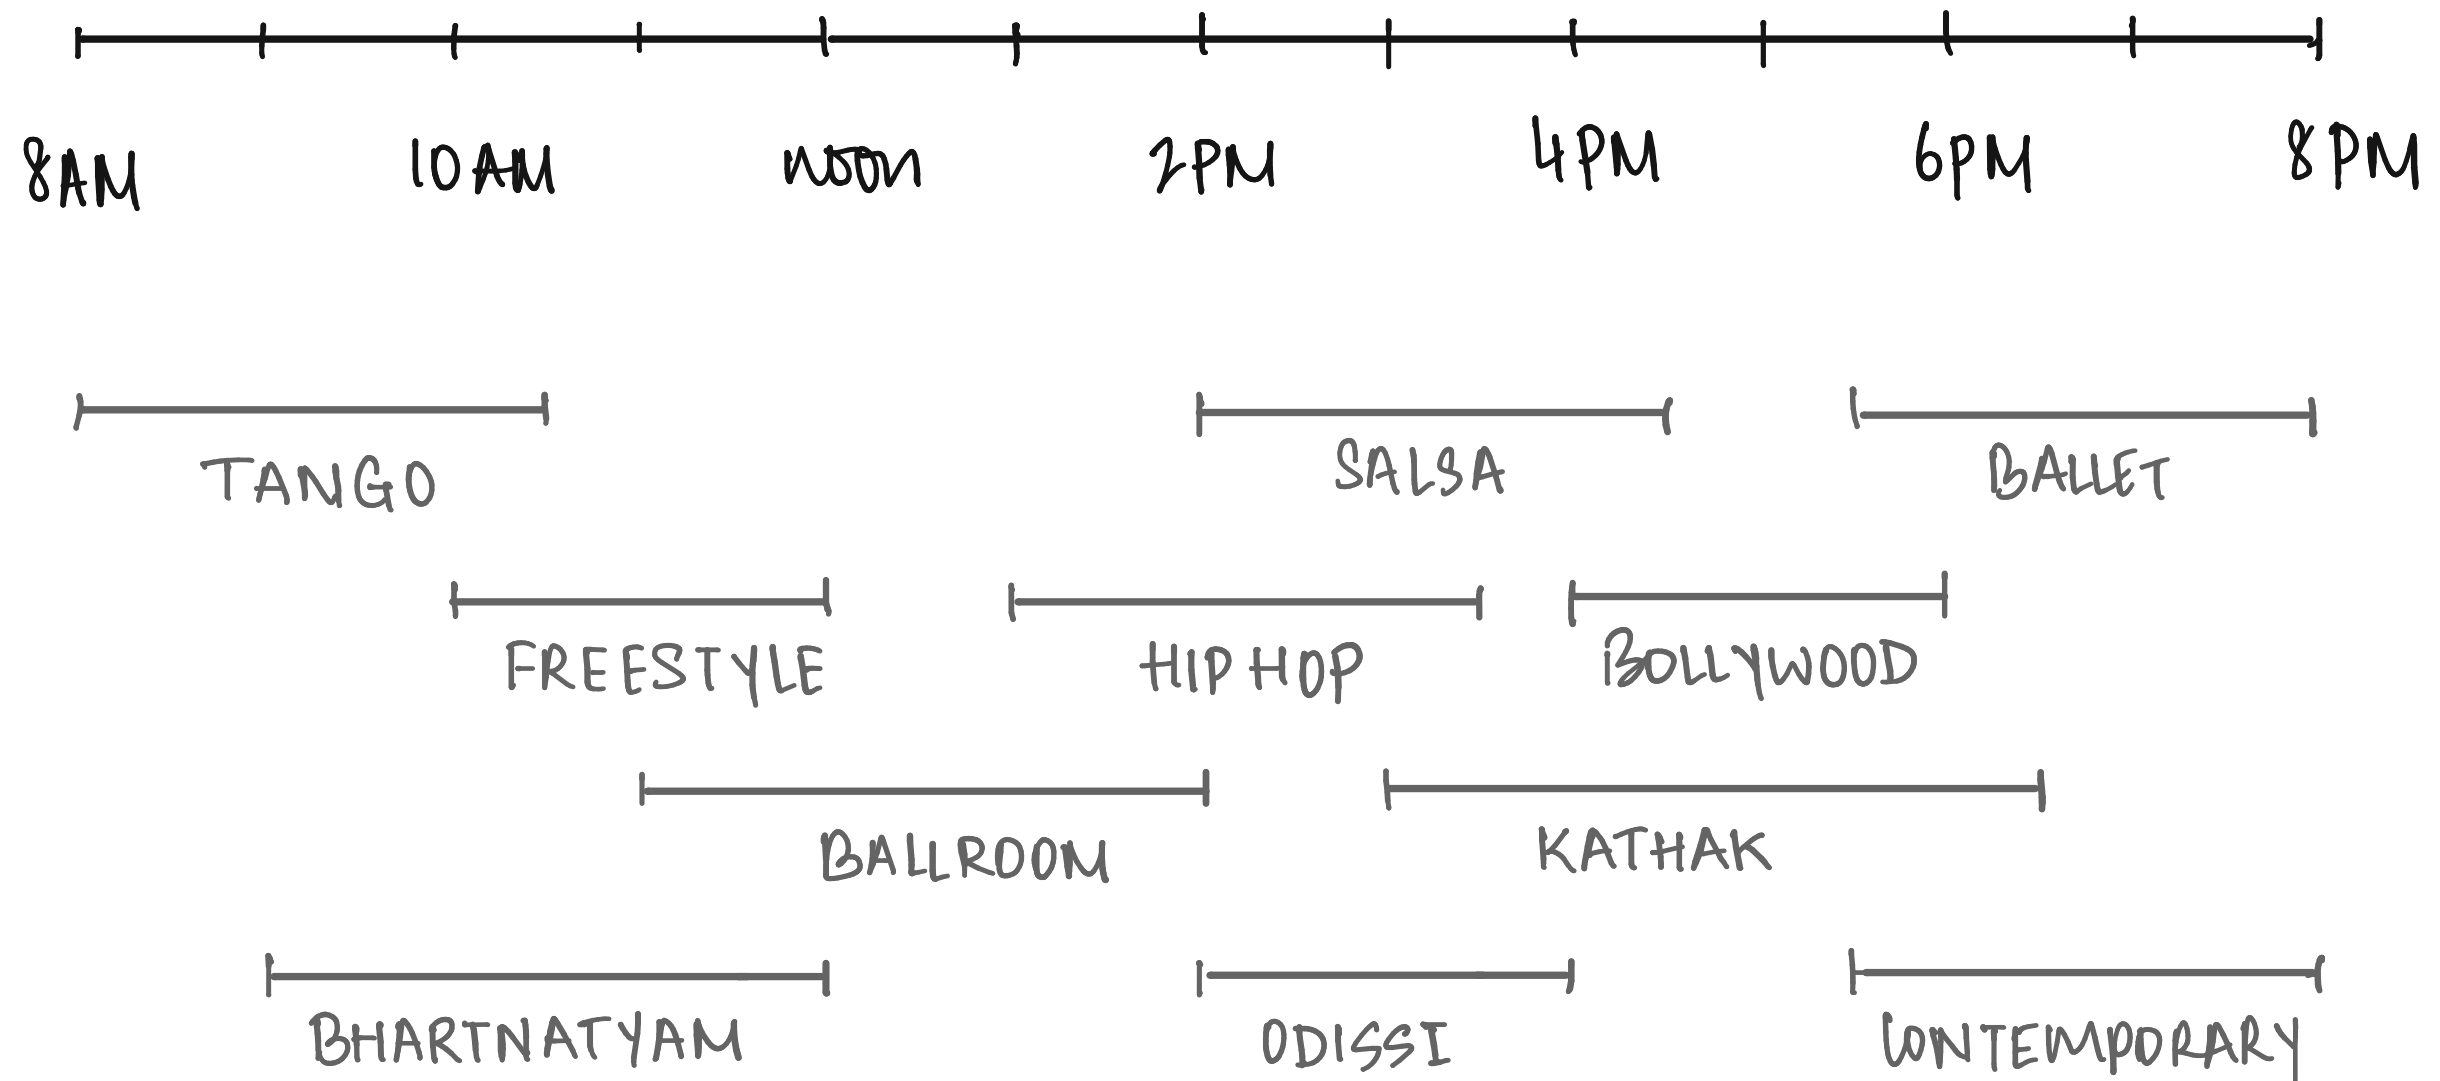 8AM 10AM noon 2PM 4PM 6PM 8PM
TANGO SALSA BALLET
FREESTYLE HIPHOP BOLLYWOOD
BALLROOM KATHAK
BHARTNATYAM ODISSI CONTEMPORARY